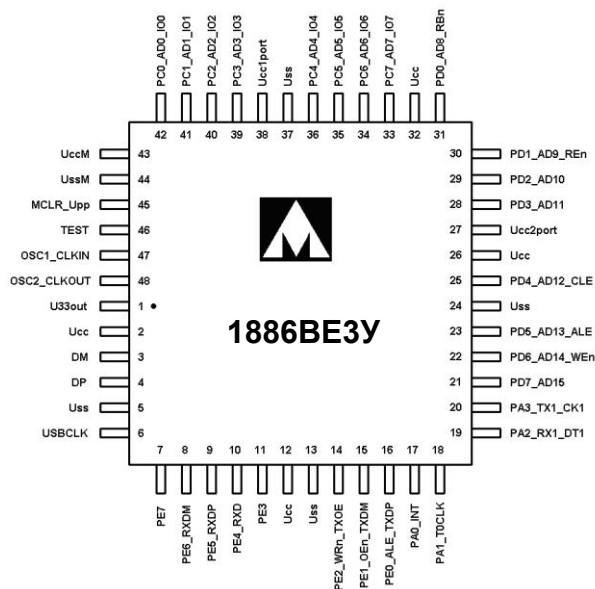 PC0_AD0_IO0
PC1_AD1_IO1
PC2_AD2_IO2
PC3_AD3_IO3
Ucc1port
Uss
PC4_AD4_IO4
PC5_AD5_IO5
PC6_AD6_IO6
PC7_AD7_IO7
Ucc
PD0_AD8_RBn
42 41 40 39 38 37 36 35 34 33 32 31
UccM 43 30 PD1_AD9_REn
UssM 44 29 PD2_AD10
MCLR_Upp 45 28 PD3_AD11
TEST 46 27 Ucc2port
OSC1_CLKIN 47 26 Ucc
OSC2_CLKOUT 48 25 PD4_AD12_CLE
U33out 1 24 Uss
1886ВЕ3У
Ucc 2 23 PD5_AD13_ALE
DM 3 22 PD6_AD14_WEn
DP 4 21 PD7_AD15
Uss 5 20 PA3_TX1_CK1
USBCLK 6 19 PA2_RX1_DT1
7 8 9 10 11 12 13 14 15 16 17 18
PE7
PE6_RXDM
PE5_RXDP
PE4_RXD
PE3
Ucc
Uss
PE2_WRn_TXOE
PE1_OEn_TXDM
PE0_ALE_TXDP
PA0_INT
PA1_T0CLK